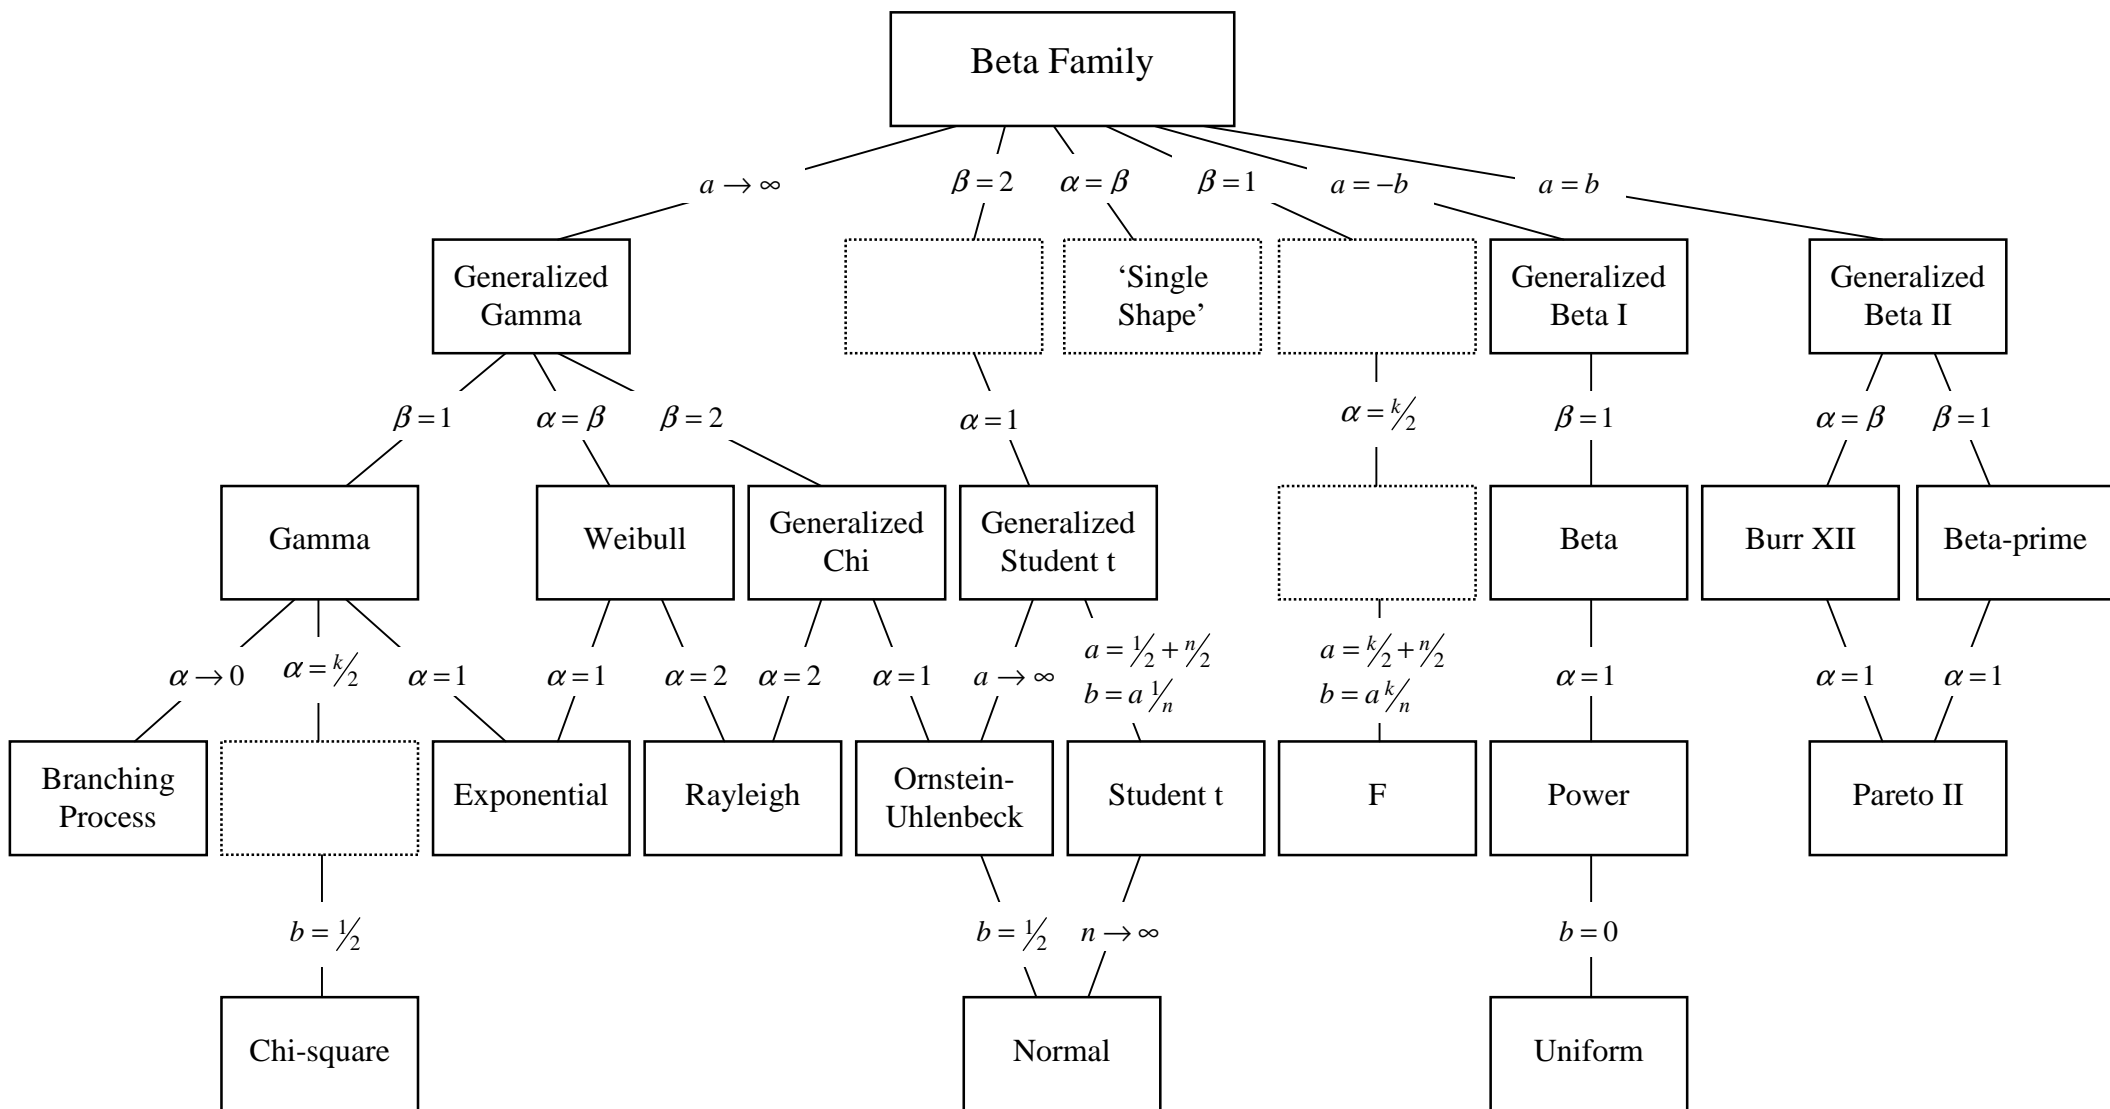 Beta Family
a → ∞
β = 2
α = β
β = 1
a = −b
a = b
Generalized
Gamma
‘Single
Shape’
Generalized
Beta I
Generalized
Beta II
β = 1
α = β
β = 2
α = 1
α = k/2
β = 1
α = β
β = 1
Gamma
Weibull
Generalized
Chi
Generalized
Student t
Beta
Burr XII
Beta-prime
α → 0
α = k/2
α = 1
α = 1
α = 2
α = 2
α = 1
a → ∞
a = 1/2 + n/2
b = a 1/n
a = k/2 + n/2
b = a k/n
α = 1
α = 1
α = 1
Branching
Process
Exponential
Rayleigh
Ornstein-
Uhlenbeck
Student t
F
Power
Pareto II
b = 1/2
b = 1/2
n → ∞
b = 0
Chi-square
Normal
Uniform